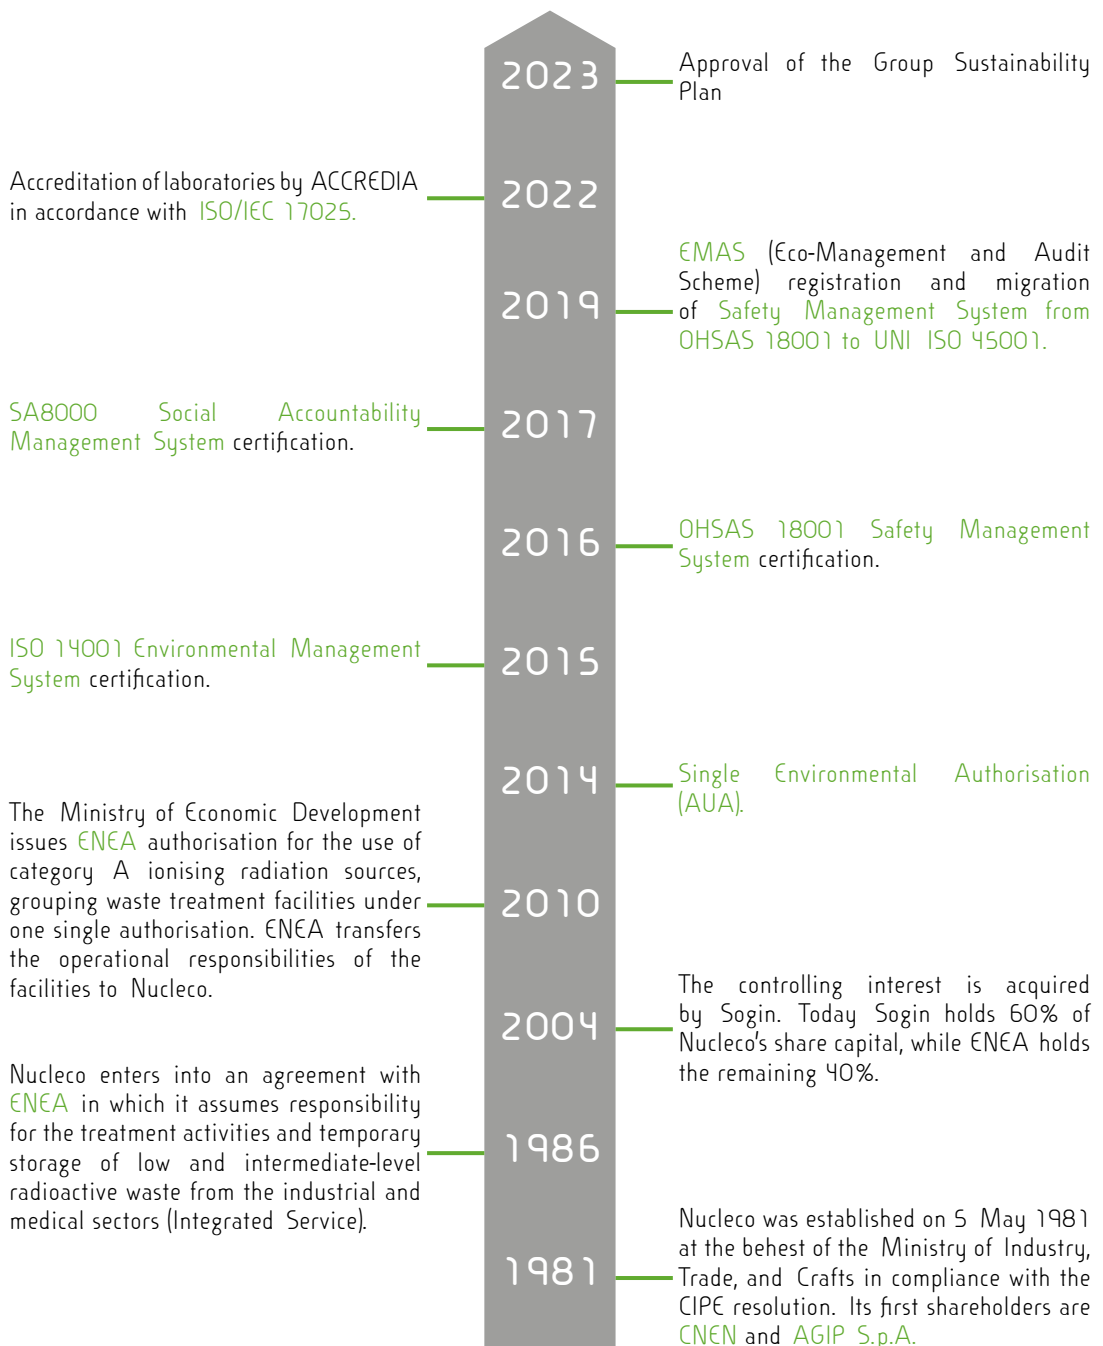 2023
Approval of the Group Sustainability
Plan
Accreditation of laboratories by ACCREDIA
in accordance with ISO/IEC 17025.
2022
EMAS (Eco-Management and Audit
Scheme) registration and migration
of Safety Management System from
OHSAS 18001 to UNI ISO 45001.
2019
SA8000 Social Accountability
Management System certification.
2017
OHSAS 18001 Safety Management
System certification.
2016
ISO 14001 Environmental Management
System certification.
2015
2014
Single Environmental Authorisation
(AUA).
The Ministry of Economic Development
issues ENEA authorisation for the use of
category A ionising radiation sources,
grouping waste treatment facilities under
one single authorisation. ENEA transfers
the operational responsibilities of the
facilities to Nucleco.
2010
The controlling interest is acquired
by Sogin. Today Sogin holds 60% of
Nucleco's share capital, while ENEA holds
the remaining 40%.
2004
Nucleco enters into an agreement with
ENEA in which it assumes responsibility
for the treatment activities and temporary
storage of low and intermediate-level
radioactive waste from the industrial and
medical sectors (Integrated Service).
1986
Nucleco was established on 5 May 1981
at the behest of the Ministry of Industry,
Trade, and Crafts in compliance with the
CIPE resolution. Its first shareholders are
CNEN and AGIP S.p.A.
1981